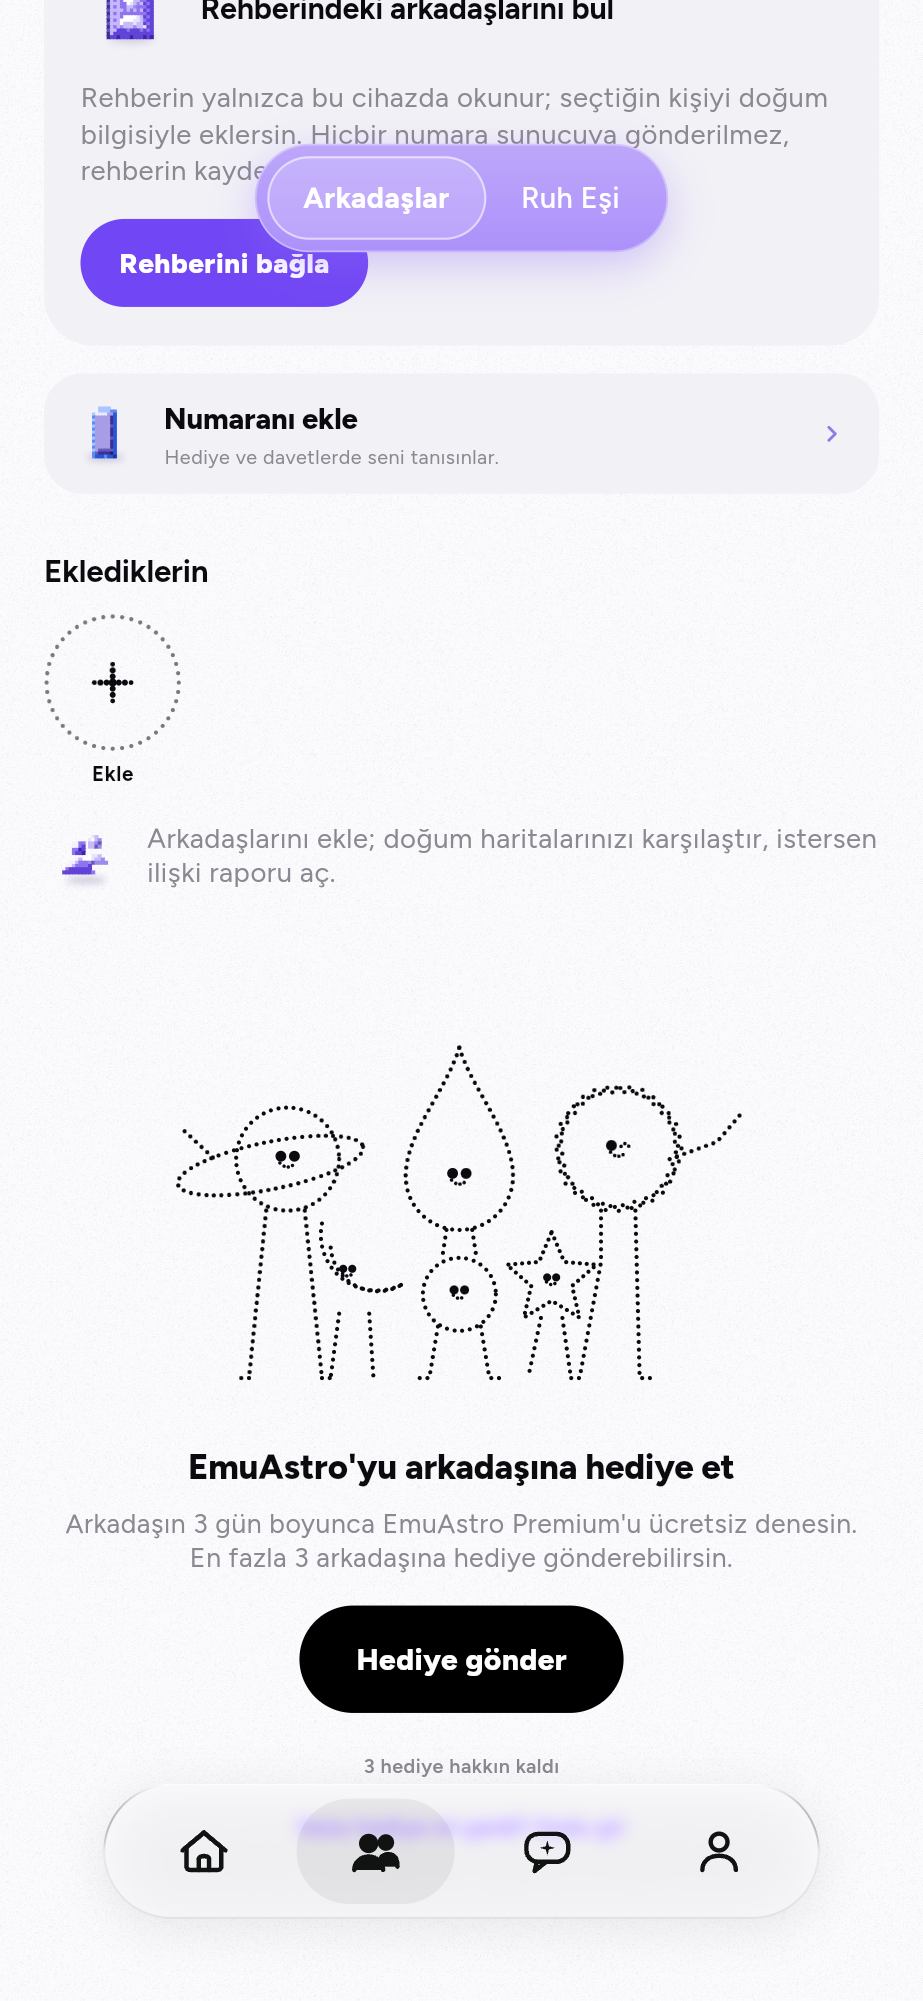 Rehberindeki arkadaşlarını bul
Rehberin yalnızca bu cihazda okunur; seçtiğin kişiyi doğum
bilgisiyle eklersin. Hiçbir numara sunucuya gönderilmez,
rehberin
Arkadaşlar
Ruh Eşi
Rehberini bağla
Numaranı ekle
Hediye ve davetlerde seni tanısınlar.
Eklediklerin
Ekle
Arkadaşlarını ekle; doğum haritalarınızı karşılaştır, istersen
ilişki raporu aç.
EmuAstro'yu arkadaşına hediye et
Arkadaşın 3 gün boyunca EmuAstro Premium'u ücretsiz denesin.
En fazla 3 arkadaşına hediye gönderebilirsin.
Hediye gönder
3 hediye hakkın kaldı